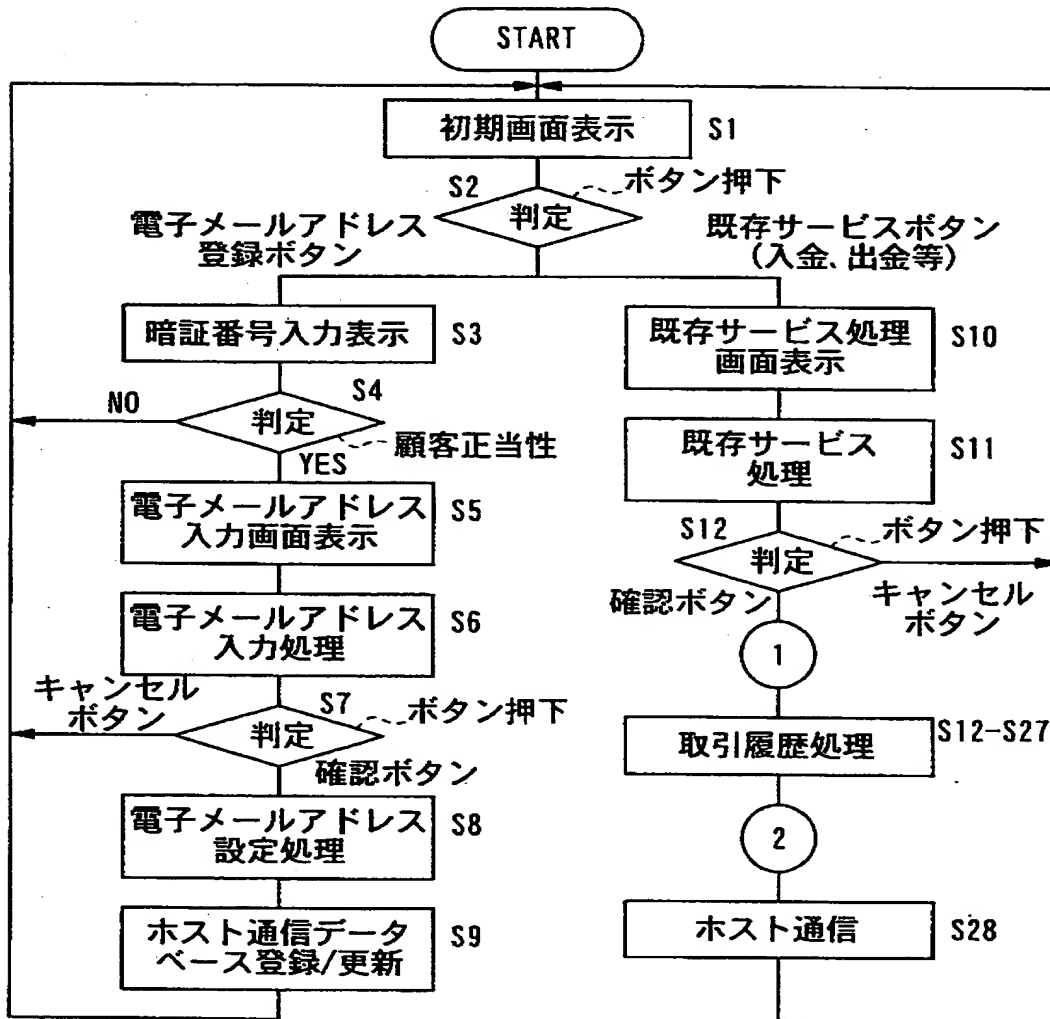 START
初期画面表示
S1
S2
ボタン押下
判定
電子メールアドレス
登録ボタン
既存サービスボタン
(入金、出金等)
暗証番号入力表示
S3
S4
NO
判定
顧客正当性
YES
電子メールアドレス
入力画面表示
S5
電子メールアドレス
入力処理
S6
キャンセル
ボタン
S7
判定
ボタン押下
確認ボタン
電子メールアドレス
設定処理
S8
ホスト通信データ
ベース登録/更新
S9
既存サービス処理
画面表示
S10
既存サービス
処理
S11
S12
判定
ボタン押下
確認ボタン
キャンセル
ボタン
1
取引履歴処理
S12-S27
2
ホスト通信
S28